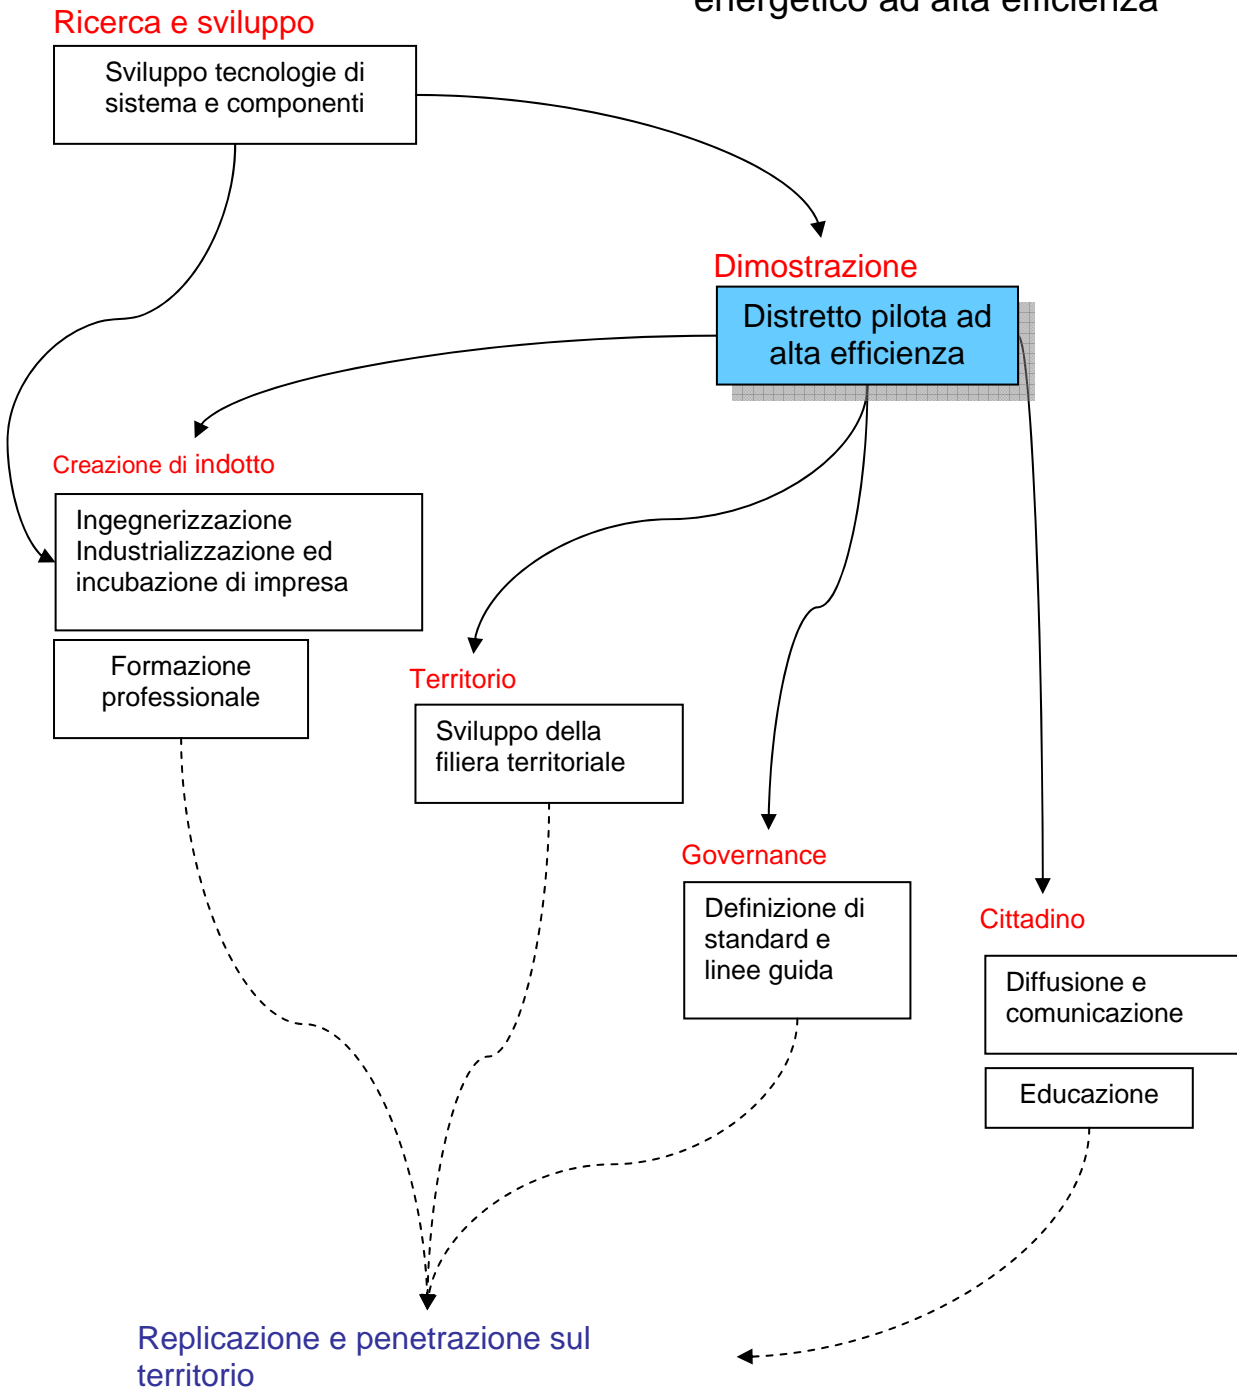 energetico ad alta efficienza
Ricerca e sviluppo
Sviluppo tecnologie di
sistema e componenti
Dimostrazione
Distretto pilota ad
alta efficienza
Creazione di indotto
Ingegnerizzazione
Industrializzazione ed
incubazione di impresa
Formazione
professionale
Territorio
Sviluppo della
filiera territoriale
Governance
Definizione di
standard e
linee guida
Cittadino
Diffusione e
comunicazione
Educazione
Replicazione e penetrazione sul
territorio